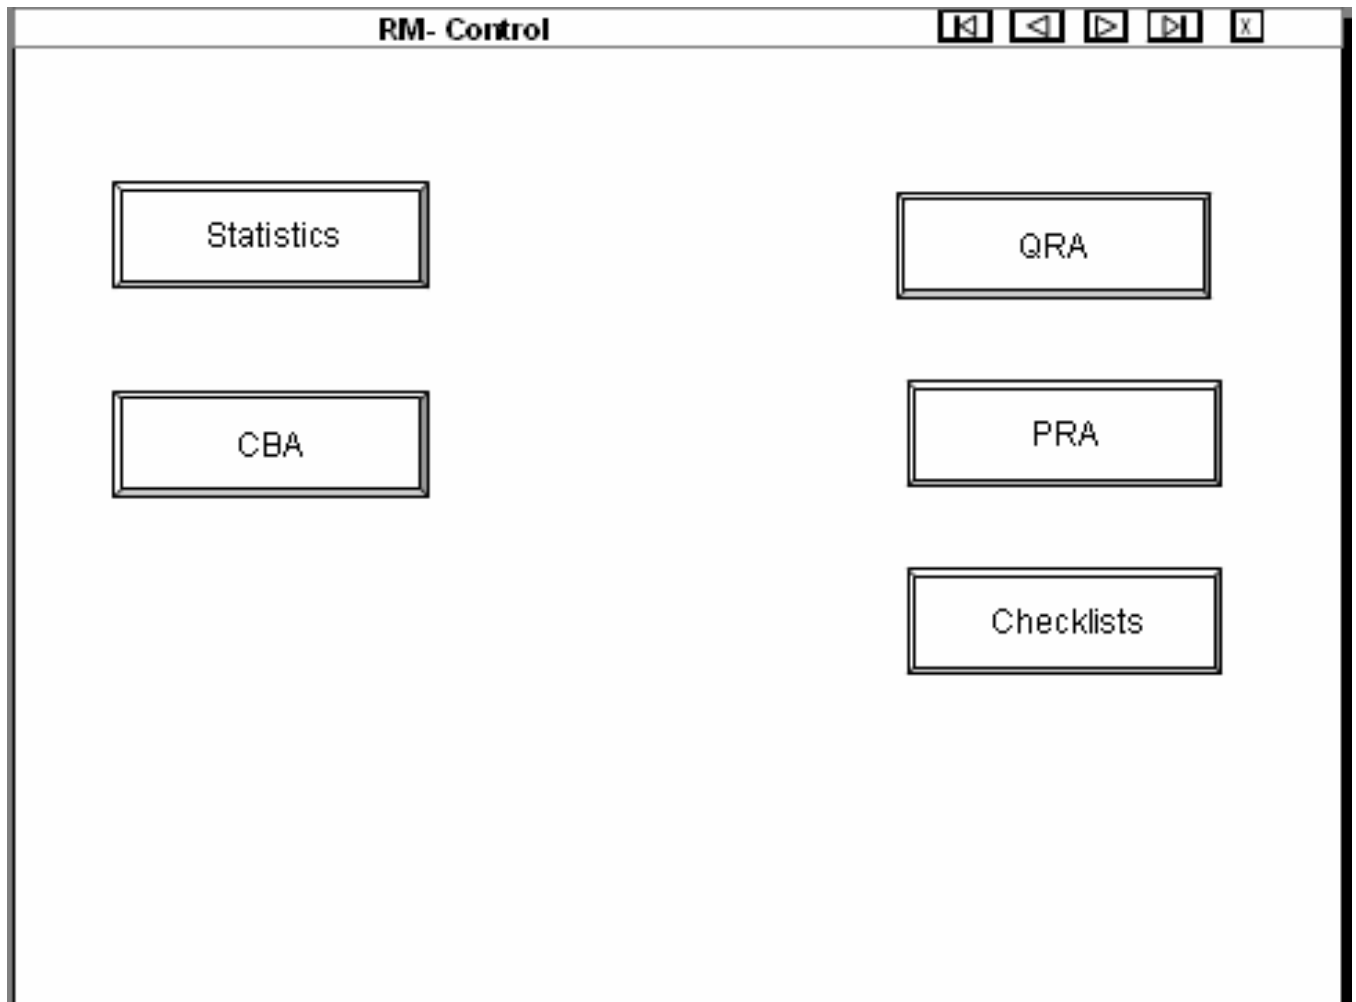 RM- Control
X
Statistics
QRA
CBA
PRA
Checklists